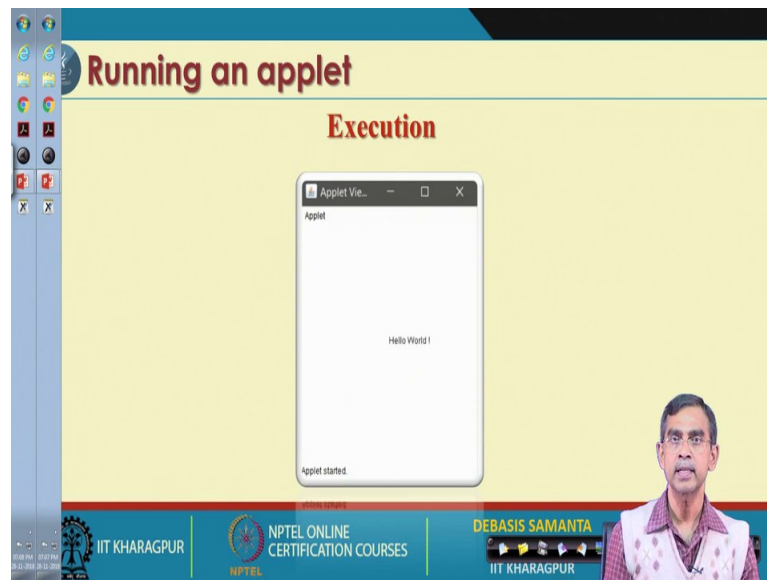 Running an applet
Execution
Applet Vie...
Applet
Hello World !
Applet started.
IIT KHARAGPUR
NPTEL
NPTEL ONLINE
CERTIFICATION COURSES
DEBASIS SAMANTA
IIT KHARAGPUR